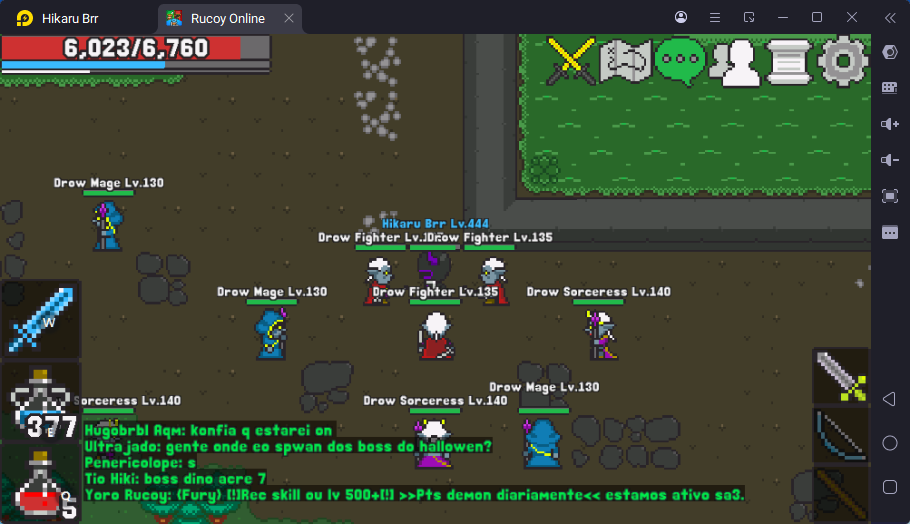 Hikaru Brr
Rucoy Online
6,023/6,760
Drow Mage Lv.130
Hikaru Brr Lv.444
Drow Fighter Lv.
Drow Fighter Lv.135
Drow Mage Lv.130
Drow Fighter Lv.135
Drow Sorceress Lv.140
W
Drow Mage Lv.130
Sorceress Lv.140
Drow Sorceress Lv.140
377
E
Hugobrbl Aqm: konfia q estarei on
Ultrajado: gente onde eo spwan dos boss do hallowen?
Penericolope: s
Tio Hiki: boss dino acre 7
Q
5
Yoro Rucoy: (Fury) [!]Rec skill ou lv 500+[!] >>Pts demon diariamente<< estamos ativo sa3.